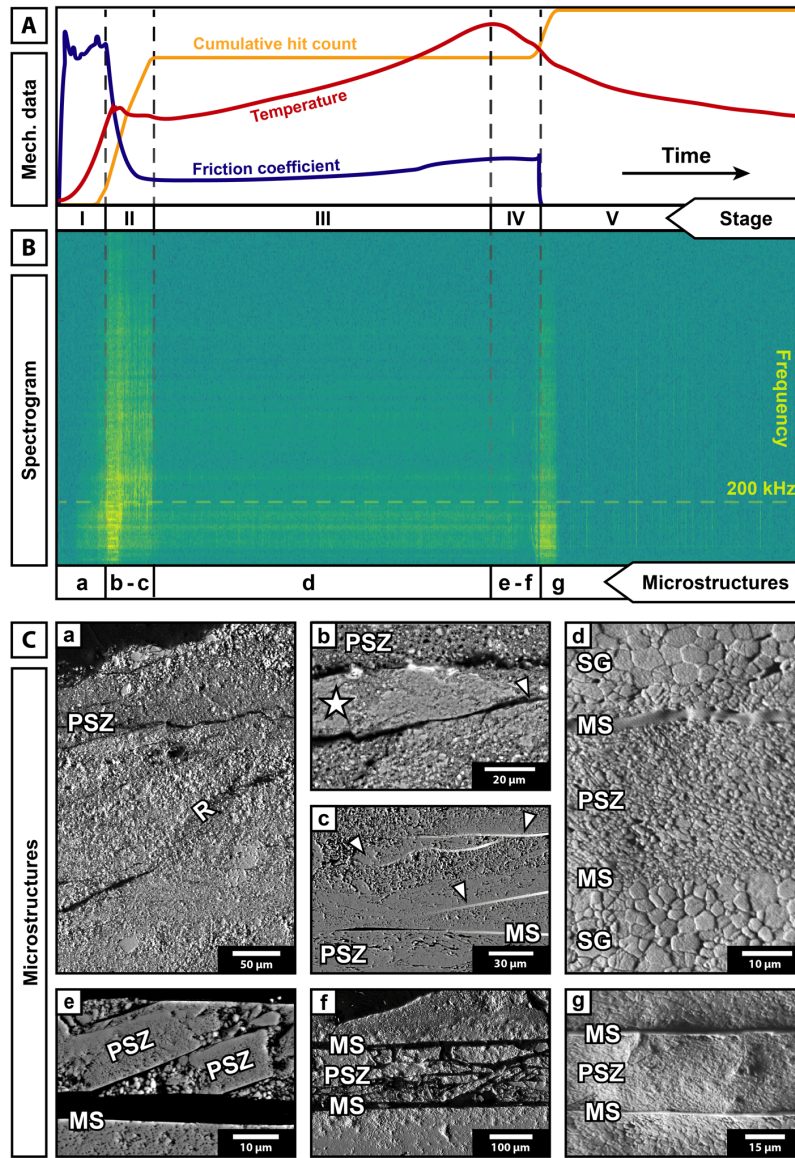 A
Mech. data
Cumulative hit count
Temperature
Friction coefficient
Time
I
II
III
IV
V
Stage
B
Spectrogram
Frequency
200 kHz
a
b - c
d
e - f
g
Microstructures
C
Microstructures
a
PSZ
R
50 µm
b
PSZ
20 µm
c
MS
PSZ
30 µm
d
SG
MS
PSZ
MS
SG
10 µm
e
PSZ
PSZ
MS
10 µm
f
MS
PSZ
MS
100 µm
g
MS
PSZ
MS
15 µm